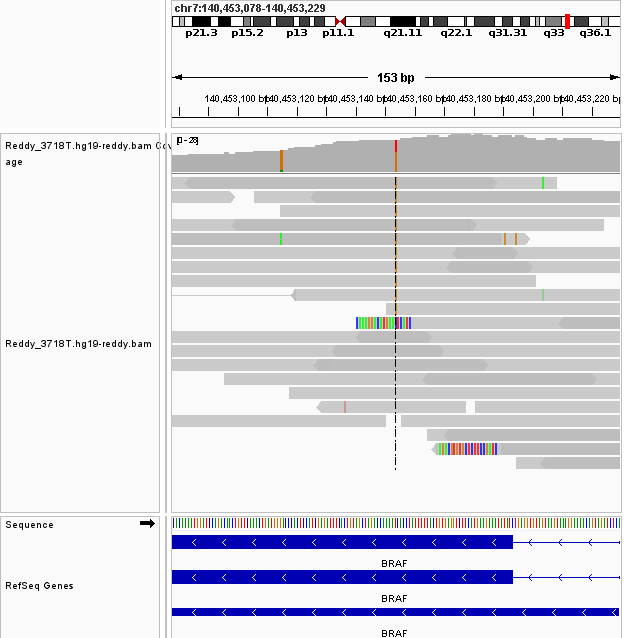 chr7:140,453,078-140,453,229
p21.3 p15.2 p13 p11.1 q21.11 q22.1 q31.31 q33 q36.1
153 bp
140,453,100 bp 140,453,120 bp 140,453,140 bp 140,453,160 bp 140,453,180 bp 140,453,200 bp 140,453,220 bp
Reddy_3718T.hg19-reddy.bam Cov
age
[0 - 28]
Reddy_3718T.hg19-reddy.bam
Sequence
BRAF
RefSeq Genes
BRAF
BRAF